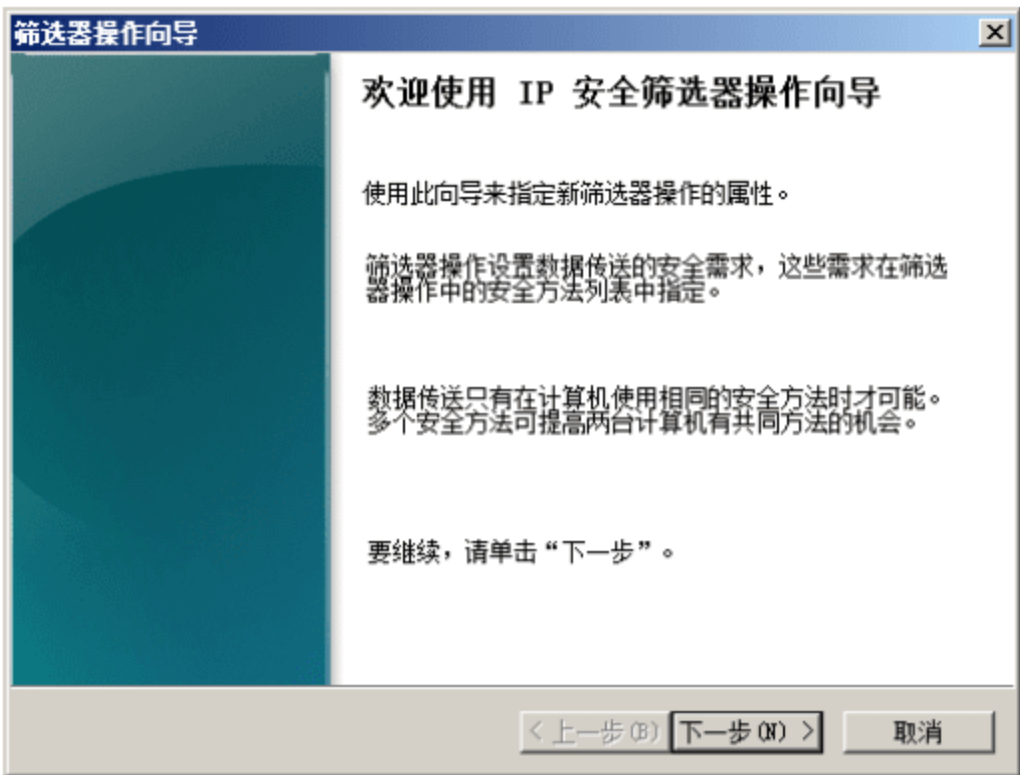 筛选器操作向导
欢迎使用 IP 安全筛选器操作向导
使用此向导来指定新筛选器操作的属性。
筛选器操作设置数据传送的安全需求，这些需求在筛选
器操作中的安全方法列表中指定。
数据传送只有在计算机使用相同的安全方法时才可能。
多个安全方法可提高两台计算机有共同方法的机会。
要继续，请单击“下一步”。
< 上一步(B) 下一步(N) > 取消